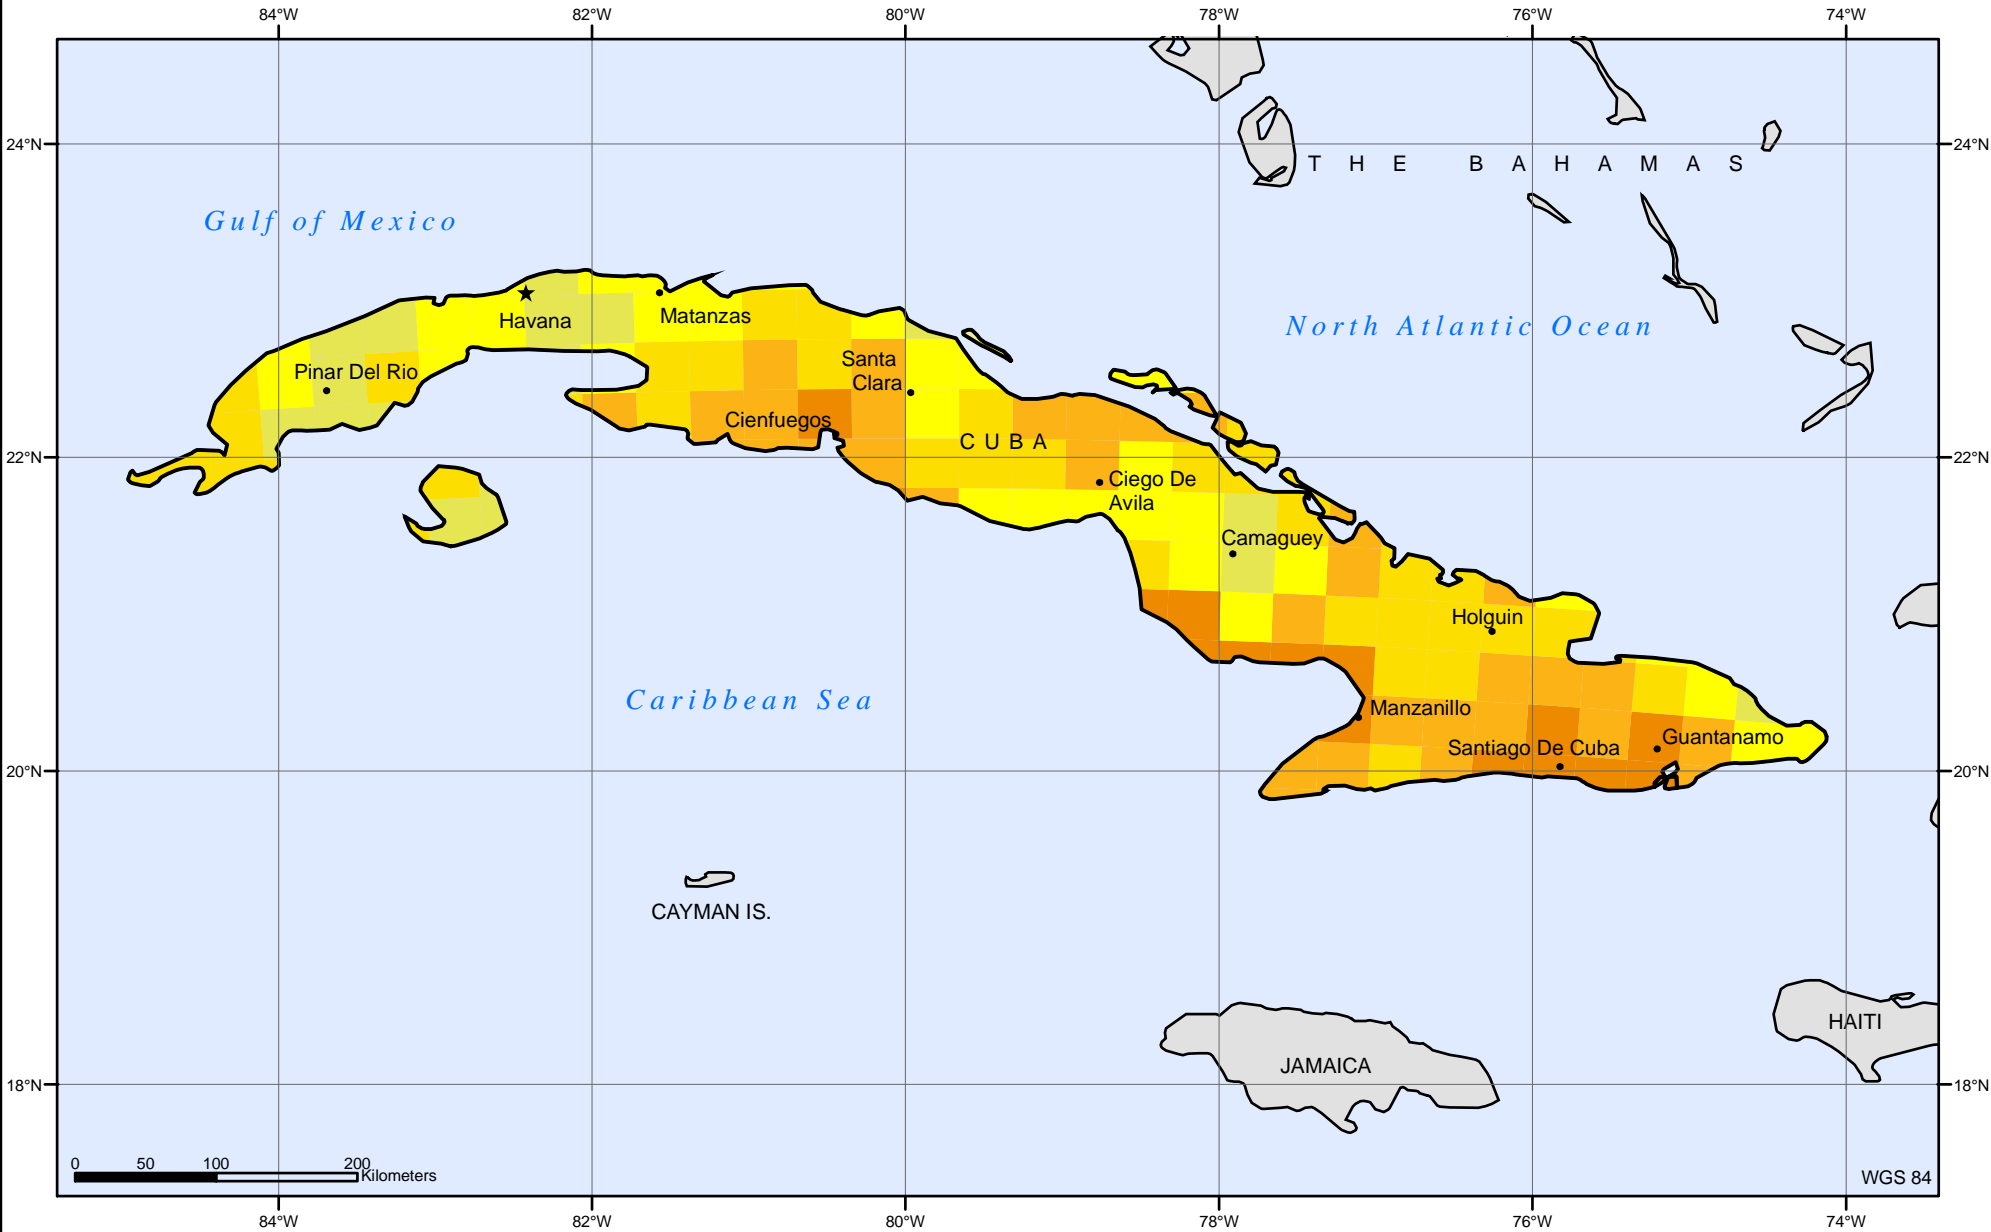 84°W 82°W 80°W 78°W 76°W 74°W
24°N 24°N
THE BAHAMAS
Gulf of Mexico
Havana
Matanzas
North Atlantic Ocean
Santa
Clara
Pinar Del Rio
Cienfuegos
CUBA
22°N 22°N
Ciego De
Avila
Camaguey
Holguin
Caribbean Sea
Manzanillo
Santiago De Cuba
Guantanamo
20°N 20°N
CAYMAN IS.
HAITI
JAMAICA
18°N 18°N
0 50 100 200
Kilometers
WGS 84
84°W 82°W 80°W 78°W 76°W 74°W